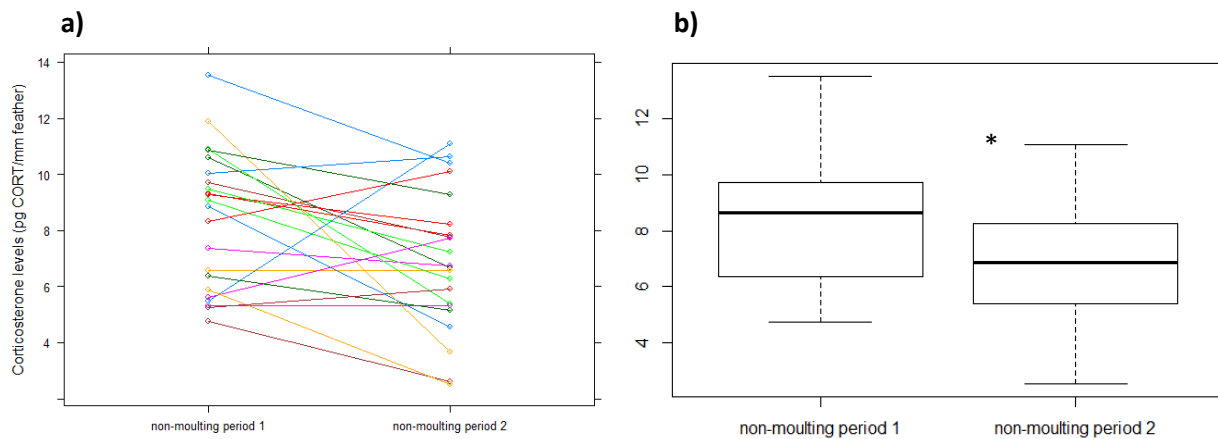 a)
Corticosterone levels (pg CORT/mm feather)
14
12
10
8
6
4
non-moulting period 1
non-moulting period 2
b)
12
10
8
6
4
*
non-moulting period 1
non-moulting period 2